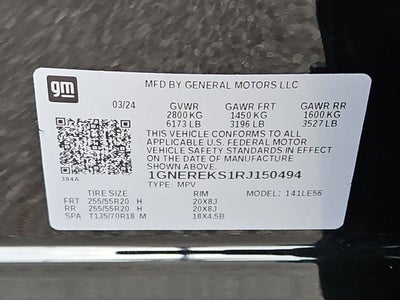 gm
MFD BY GENERAL MOTORS LLC
03/24 GVWR GAWR FRT GAWR RR
2800 KG 1450 KG 1600 KG
6173 LB 3196 LB 3527 LB
THIS VEHICLE CONFORMS TO ALL
APPLICABLE U.S. FEDERAL MOTOR
VEHICLE SAFETY STANDARDS IN
EFFECT ON THE DATE OF MANUFACTURE
SHOWN ABOVE.
384A 1GNEREKS1RJ150494
TYPE: MPV MODEL: 141LE56
TIRE SIZE RIM
FRT 255/55R20 H 20X8J
RR 255/55R20 H 20X8J
SPA T135/70R18 M 18X4.5B